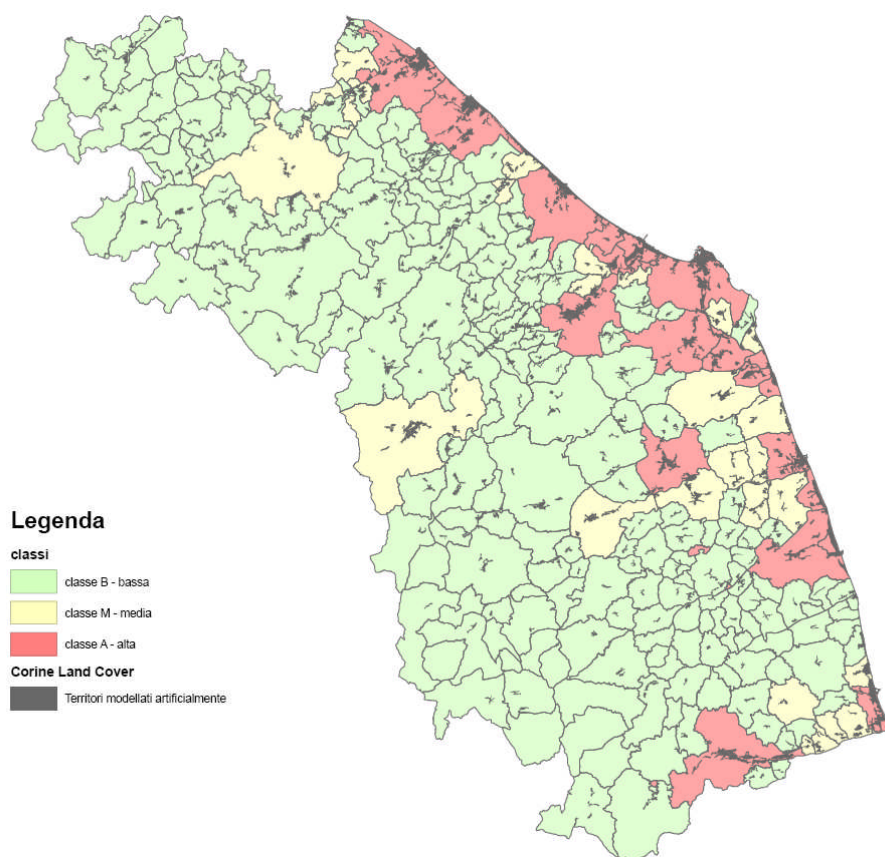 Legenda
classi
classe B - bassa
classe M - media
classe A - alta
Corine Land Cover
Territori modellati artificialmente